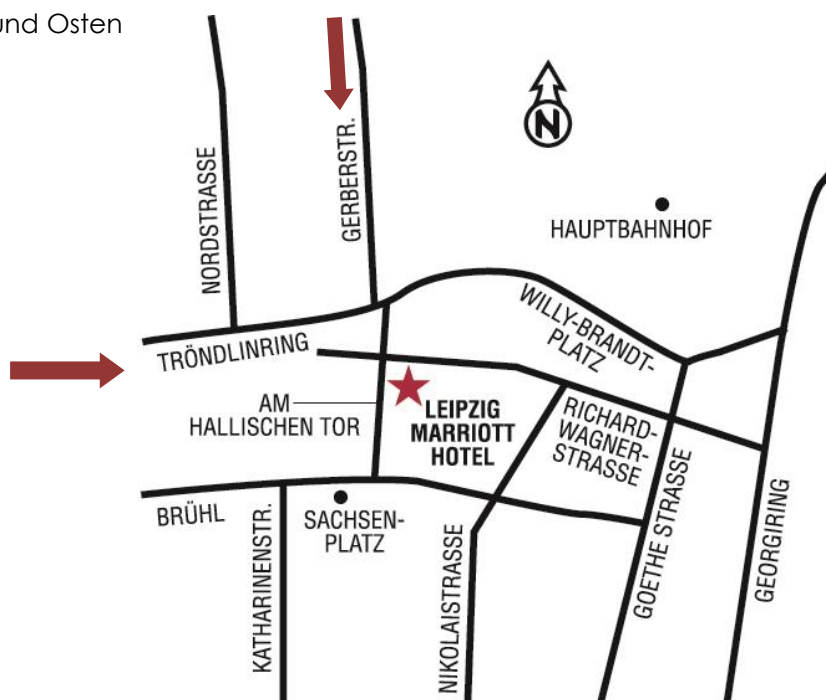 und Osten
NORDSTRASSE
GERBERSTR.
N
HAUPTBAHNHOF
WILLY-BRANDT-
PLATZ
TRÖNDLINRING
AM
HALLISCHEN TOR
LEIPZIG
MARRIOTT
HOTEL
RICHARD-
WAGNER-
STRASSE
BRÜHL
SACHSEN-
PLATZ
KATHARINENSTR.
NIKOLAISTRASSE
GOETHE STRASSE
GEORGIRING